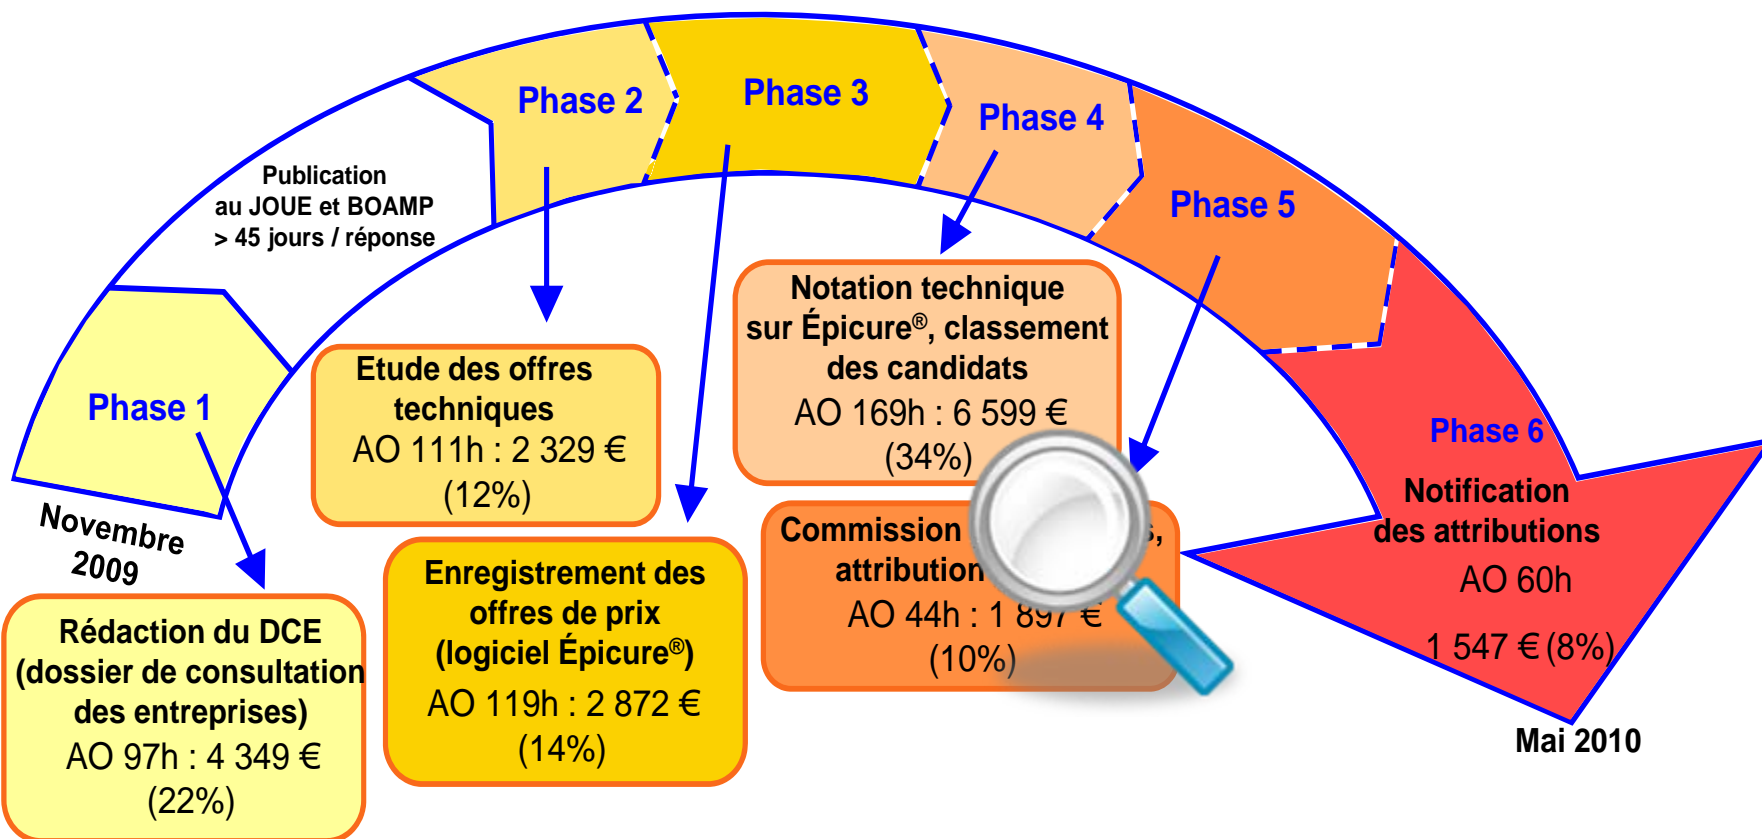 Phase 1
Publication
au JOUE et BOAMP
> 45 jours / réponse
Phase 2
Phase 3
Phase 4
Phase 5
Phase 6
Notification
des attributions
AO 60h
1 547 € (8%)
Novembre
2009
Mai 2010
Rédaction du DCE
(dossier de consultation
des entreprises)
AO 97h : 4 349 €
(22%)
Etude des offres
techniques
AO 111h : 2 329 €
(12%)
Enregistrement des
offres de prix
(logiciel Épicure®)
AO 119h : 2 872 €
(14%)
Notation technique
sur Épicure®, classement
des candidats
AO 169h : 6 599 €
(34%)
Commission
attribution
AO 44h : 1 897 €
(10%)